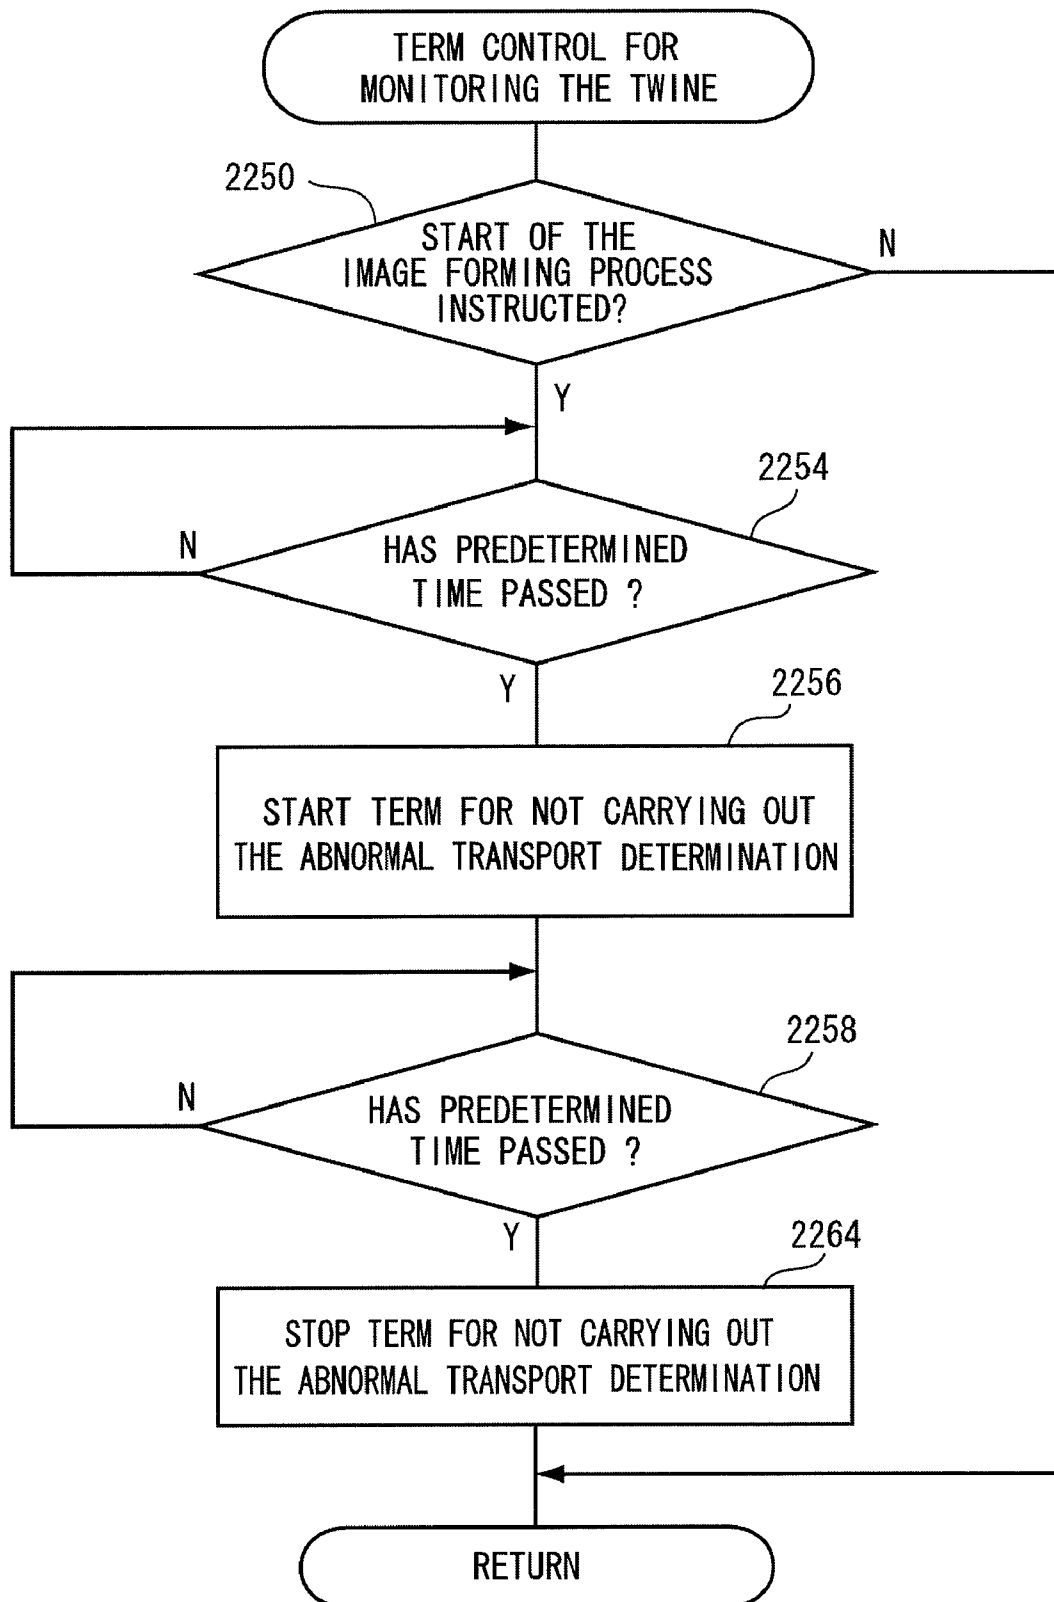 TERM CONTROL FOR
MONITORING THE TWINE
2250
START OF THE
IMAGE FORMING PROCESS
INSTRUCTED?
N
Y
2254
HAS PREDETERMINED
TIME PASSED ?
N
Y
2256
START TERM FOR NOT CARRYING OUT
THE ABNORMAL TRANSPORT DETERMINATION
2258
HAS PREDETERMINED
TIME PASSED ?
N
Y
2264
STOP TERM FOR NOT CARRYING OUT
THE ABNORMAL TRANSPORT DETERMINATION
RETURN